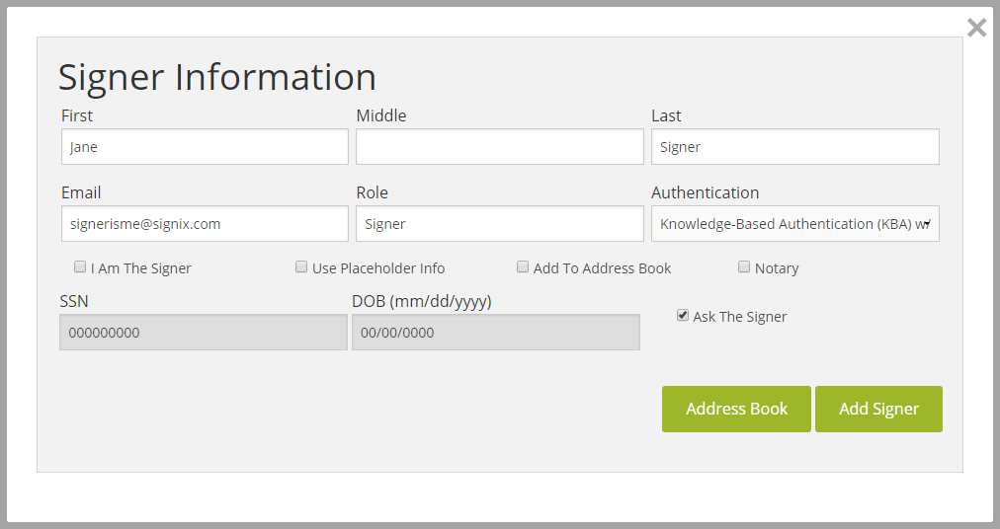 Signer Information
First Middle Last
Jane Signer
Email Role Authentication
signerisme@signix.com Signer Knowledge-Based Authentication (KBA) w/
I Am The Signer Use Placeholder Info Add To Address Book Notary
SSN DOB (mm/dd/yyyy)
Ask The Signer
000000000 00/00/0000
Address Book Add Signer